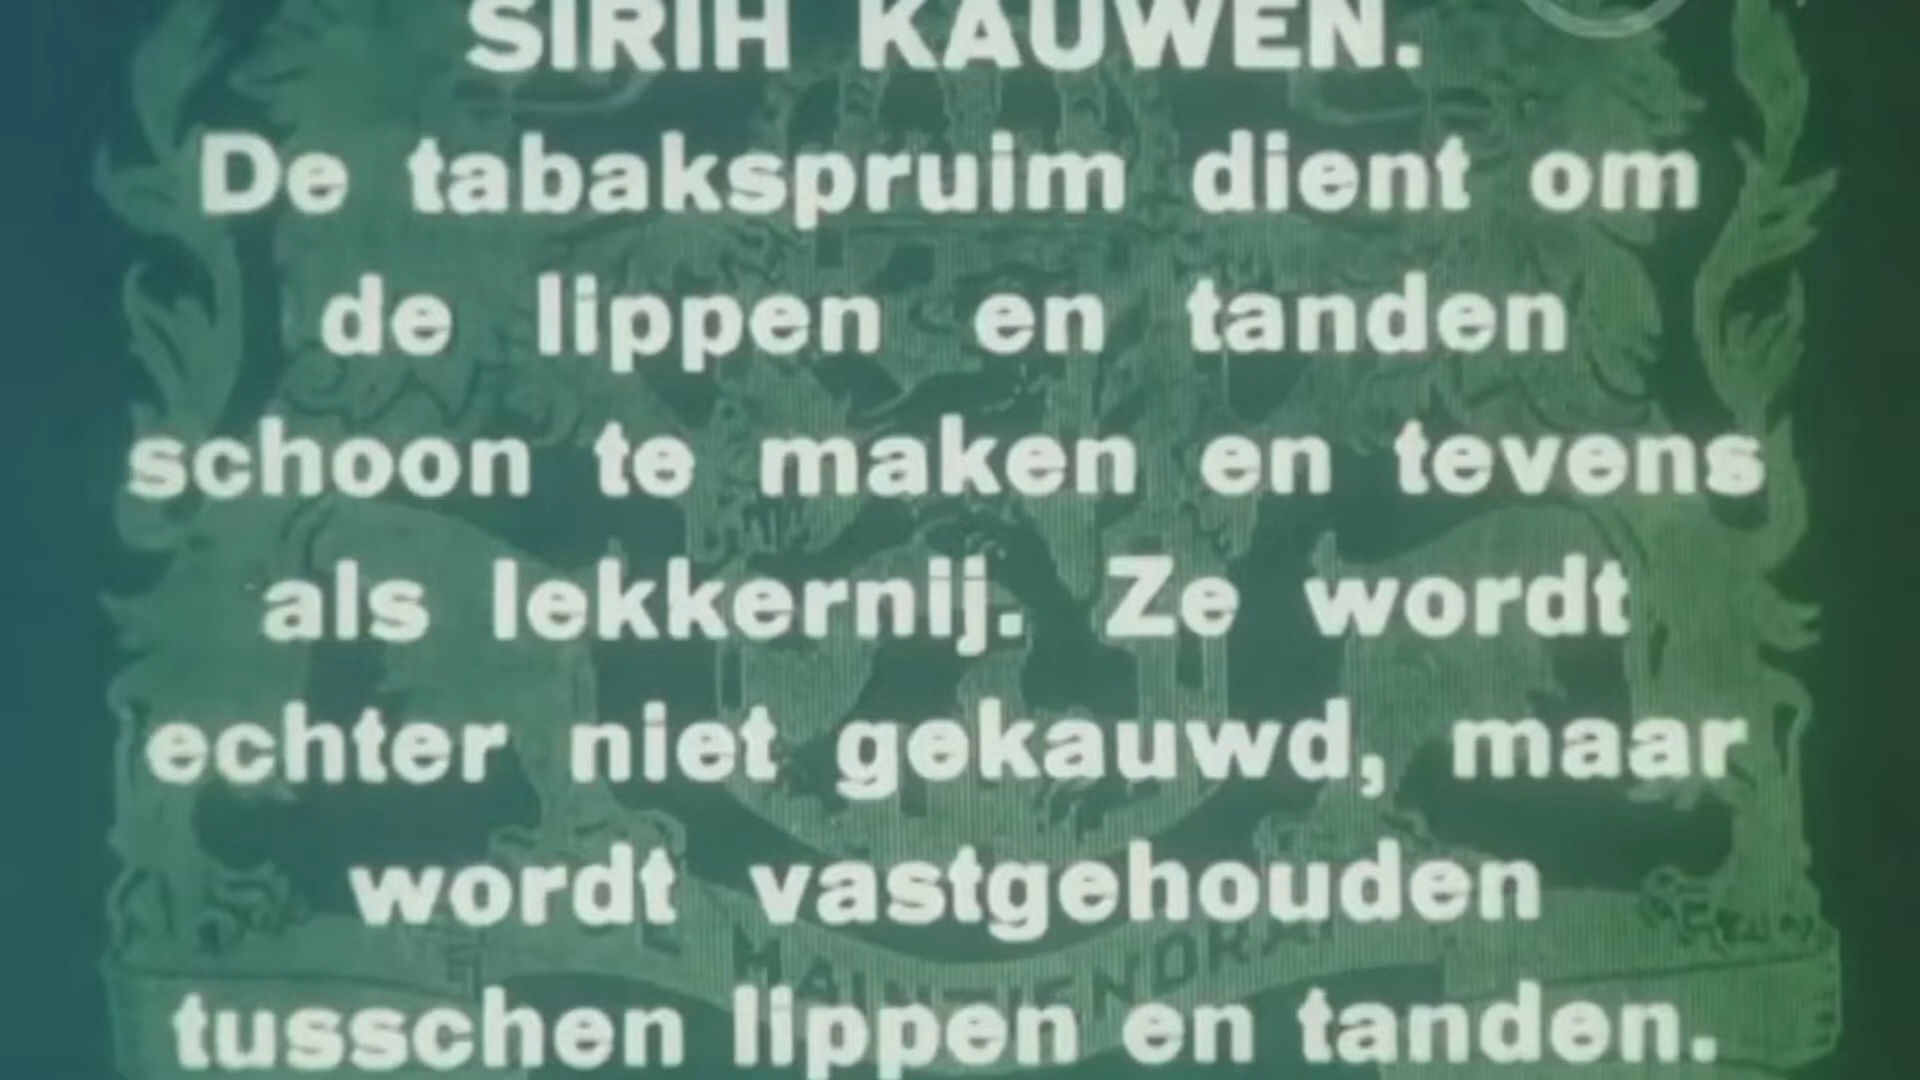 SIRIH KAUWEN.
De tabakspruim dient om
de lippen en tanden
schoon te maken en tevens
als lekkernij. Ze wordt
echter niet gekauwd, maar
wordt vastgehouden
tusschen lippen en tanden.